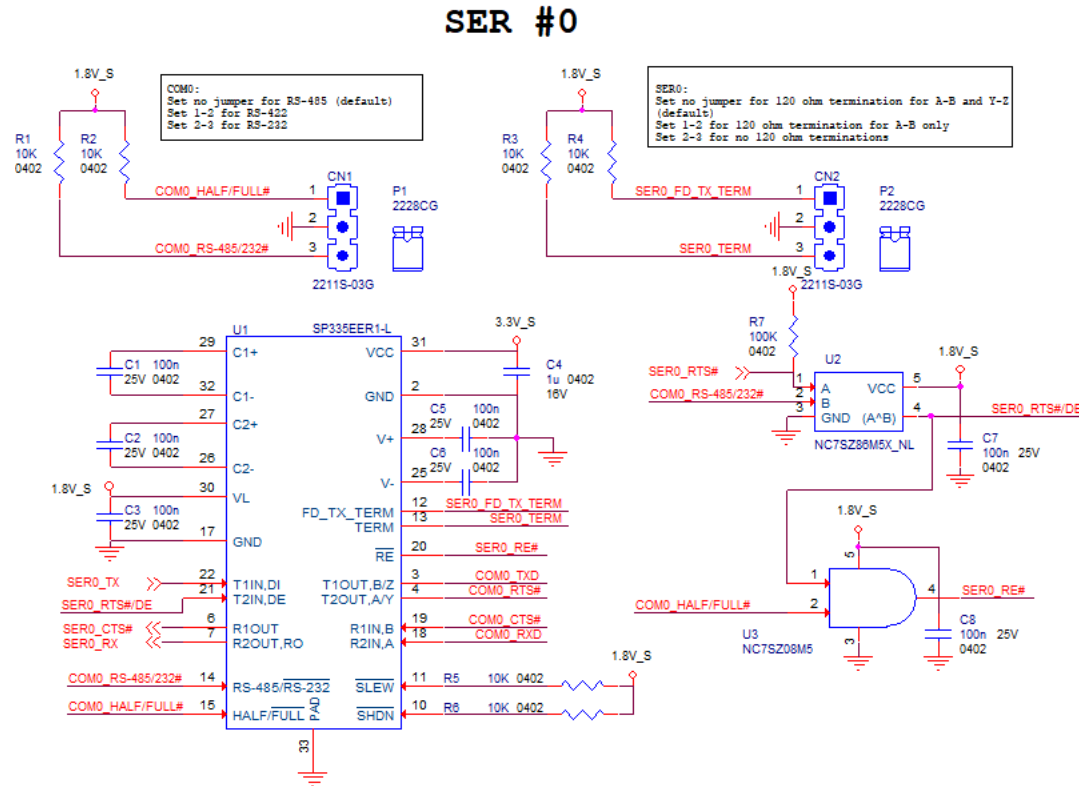 SER #0
1.8V_S
COM0:
Set no jumper for RS-485 (default)
Set 1-2 for RS-422
Set 2-3 for RS-232
R1
10K
0402
R2
10K
0402
COM0_HALF/FULL#
COM0_RS-485/232#
CN1
1
2
3
2211S-03G
P1
2228CG
1.8V_S
SER0:
Set no jumper for 120 ohm termination for A-B and Y-Z
(default)
Set 1-2 for 120 ohm termination for A-B only
Set 2-3 for no 120 ohm terminations
R3
10K
0402
R4
10K
0402
SER0_FD_TX_TERM
SER0_TERM
CN2
1
2
3
2211S-03G
P2
2228CG
U1
SP335EER1-L
C1 100n
25V 0402
C2 100n
25V 0402
1.8V_S
C3 100n
25V 0402
29 C1+
32 C1-
27 C2+
26 C2-
30 VL
17 GND
SER0_TX 22 T1IN,DI
SER0_RTS#/DE 21 T2IN,DE
SER0_CTS# 6 R1OUT
SER0_RX 7 R2OUT,RO
COM0_RS-485/232# 14 RS-485/RS-232
COM0_HALF/FULL# 15 HALF/FULL
PAD
33
VCC 31
GND 2
V+ 28
V- 25
FD_TX_TERM 12 SER0_FD_TX_TERM
TERM 13 SER0_TERM
RE 20 SER0_RE#
T1OUT,B/Z 3 COM0_TXD
T2OUT,A/Y 4 COM0_RTS#
R1IN,B 19 COM0_CTS#
R2IN,A 18 COM0_RXD
SLEW 11 R5 10K 0402
SHDN 10 R6 10K 0402
1.8V_S
3.3V_S
C4
1u 0402
16V
C5 100n
25V 0402
C6 100n
25V 0402
1.8V_S
R7
100K
0402
SER0_RTS#
COM0_RS-485/232#
U2
1 A
2 B
3 GND
VCC 5
(A^B) 4
NC7SZ86M5X_NL
1.8V_S
SER0_RTS#/DE
C7
100n 25V
0402
1.8V_S
5
1
2
COM0_HALF/FULL#
4
SER0_RE#
3
U3
NC7SZ08M5
C8
100n 25V
0402